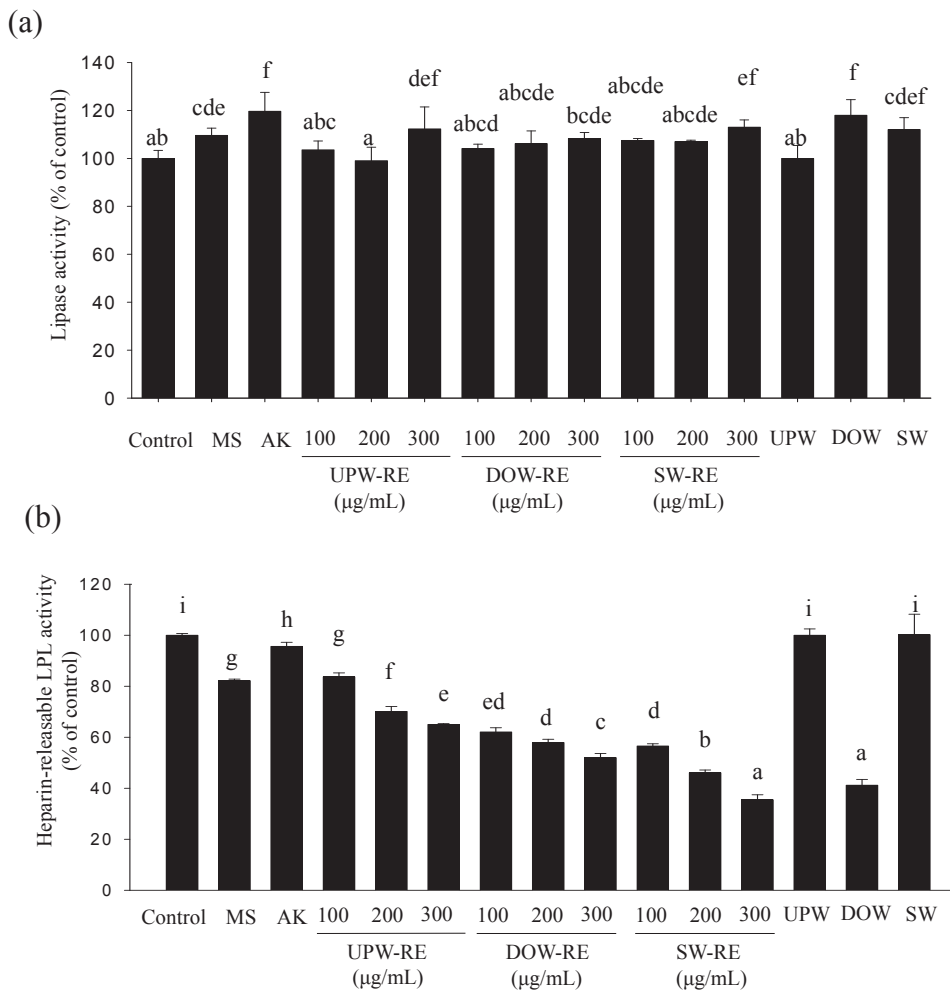 (a)
Lipase activity (% of control)
140
120
100
80
60
40
20
0
ab cde f abc a def abcd abcde bcde abcde abcde ef ab f cdef
Control MS AK 100 200 300 100 200 300 100 200 300 UPW DOW SW
UPW-RE DOW-RE SW-RE
(μg/mL) (μg/mL) (μg/mL)
(b)
Heparin-releasable LPL activity
(% of control)
120
100
80
60
40
20
0
i g h g f e ed d c d b a i a i
Control MS AK 100 200 300 100 200 300 100 200 300 UPW DOW SW
UPW-RE DOW-RE SW-RE
(μg/mL) (μg/mL) (μg/mL)